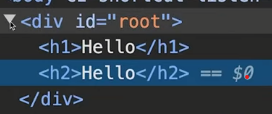 <div id="root">
<h1>Hello</h1>
<h2>Hello</h2> == $0
</div>